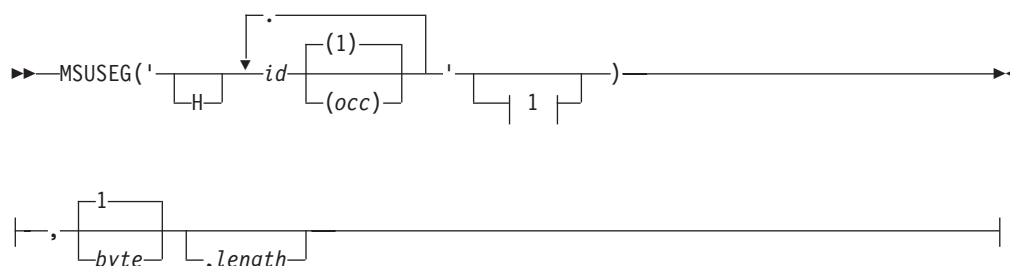 .
(1)
►►—MSUSEG(' id ' )—►◄
H (occ) 1
1
— ,
byte ,length